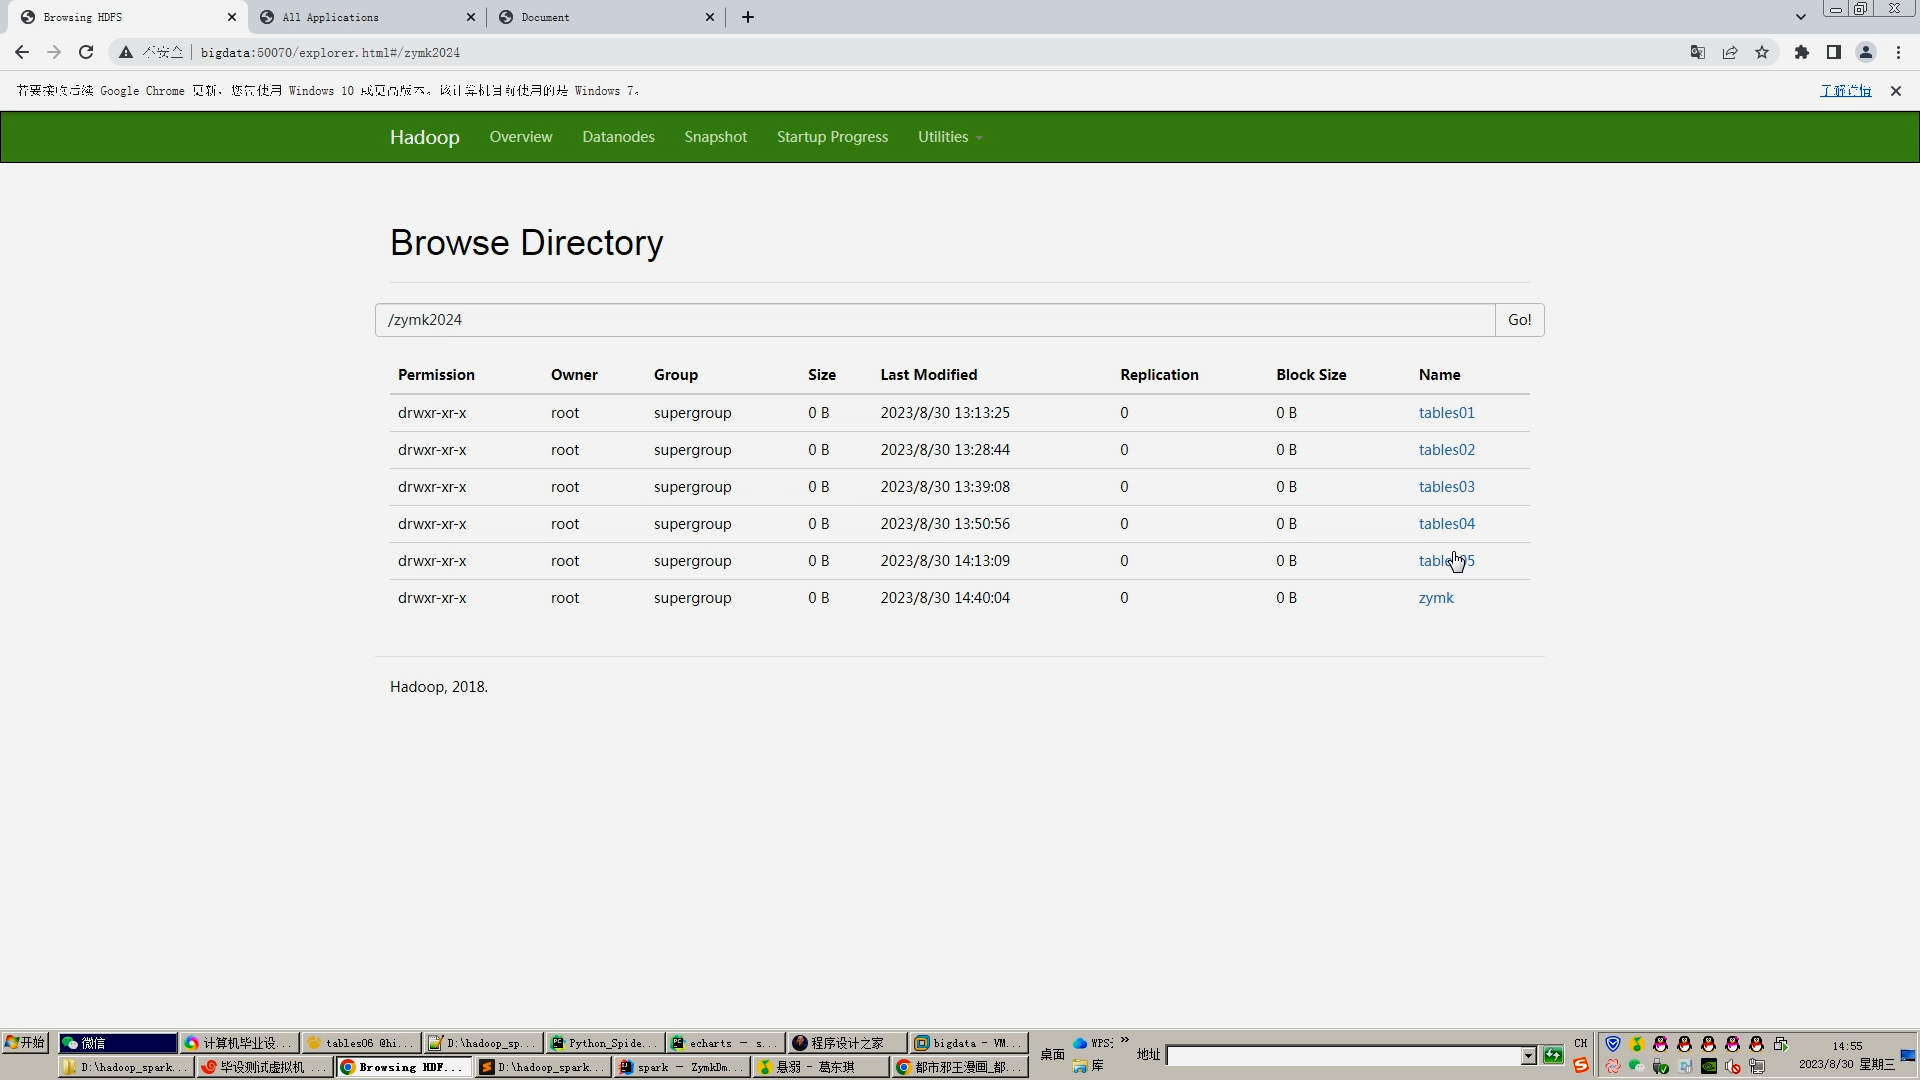 Browsing HDFS
All Applications
Document
不安全
bigdata:50070/explorer.html#/zymk2024
若要接收后续 Google Chrome 更新，您需使用 Windows 10 或更高版本。该计算机目前使用的是 Windows 7。
了解详情
Hadoop Overview Datanodes Snapshot Startup Progress Utilities
Browse Directory
/zymk2024 Go!
Permission Owner Group Size Last Modified Replication Block Size Name
drwxr-xr-x root supergroup 0 B 2023/8/30 13:13:25 0 0 B tables01
drwxr-xr-x root supergroup 0 B 2023/8/30 13:28:44 0 0 B tables02
drwxr-xr-x root supergroup 0 B 2023/8/30 13:39:08 0 0 B tables03
drwxr-xr-x root supergroup 0 B 2023/8/30 13:50:56 0 0 B tables04
drwxr-xr-x root supergroup 0 B 2023/8/30 14:13:09 0 0 B tables05
drwxr-xr-x root supergroup 0 B 2023/8/30 14:40:04 0 0 B zymk
Hadoop, 2018.
开始 微信 计算机毕业设... tables06 @hi... D:\hadoop_sp... Python_Spide... echarts – s... 程序设计之家 bigdata - VM...
D:\hadoop_spark... 毕设测试虚拟机 ... Browsing HDF... D:\hadoop_spark... spark – ZymkDm... 悬弱 - 葛东琪 都市邪王漫画_都...
桌面 WPS 库 地址 CH
14:55
2023/8/30 星期三